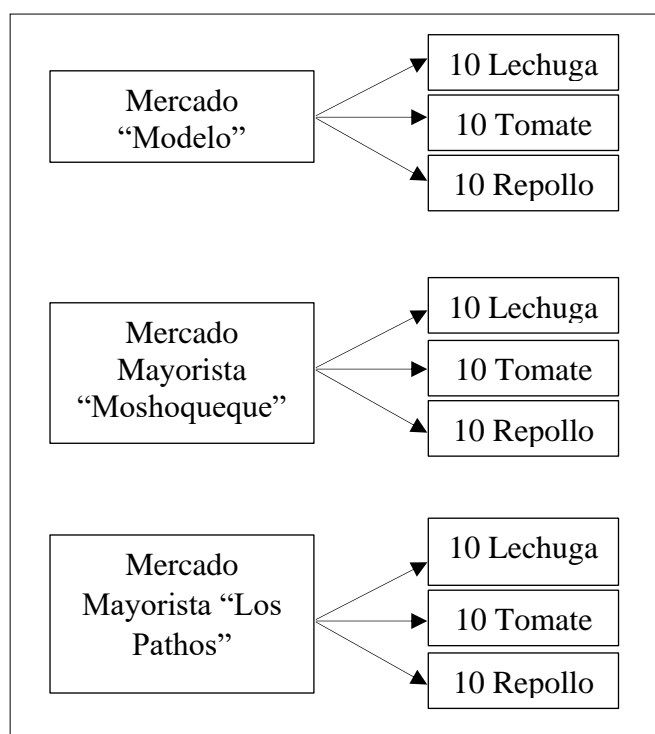 Mercado
“Modelo”
10 Lechuga
10 Tomate
10 Repollo
Mercado
Mayorista
“Moshoqueque”
10 Lechuga
10 Tomate
10 Repollo
Mercado
Mayorista “Los
Pathos”
10 Lechuga
10 Tomate
10 Repollo